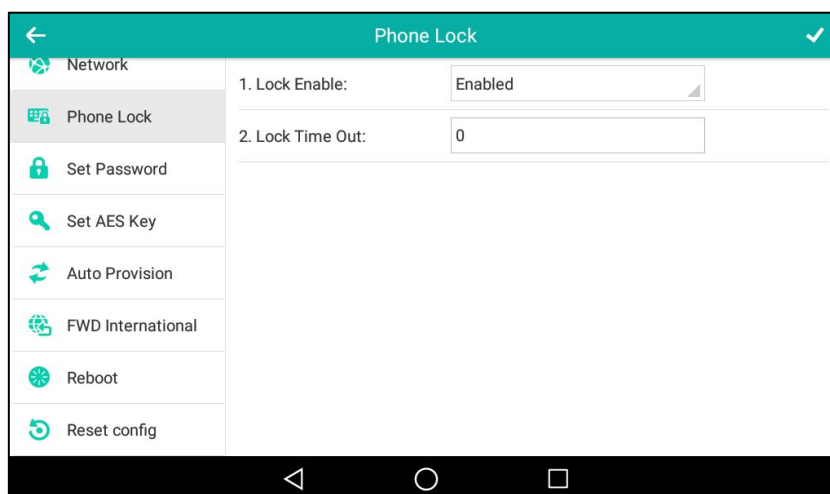 Phone Lock
Network
Phone Lock
Set Password
Set AES Key
Auto Provision
FWD International
Reboot
Reset config
1. Lock Enable: Enabled
2. Lock Time Out: 0